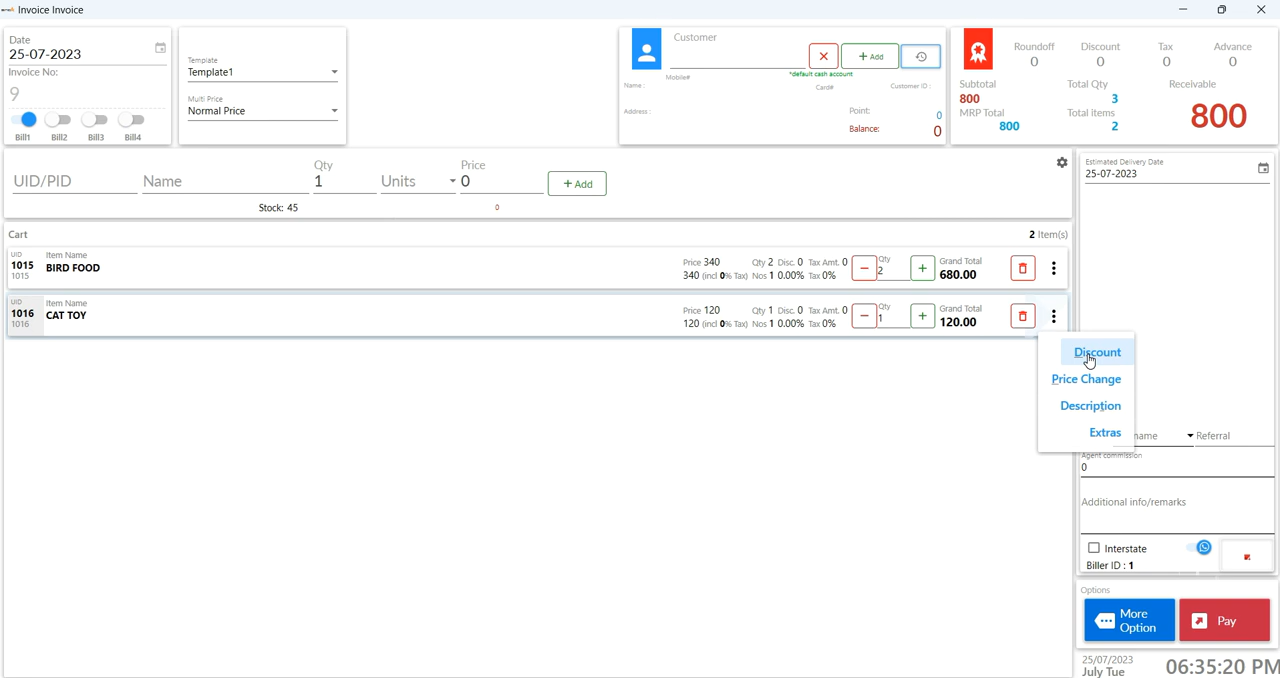 Invoice Invoice
Date
25-07-2023
Invoice No:
9
Bill1 Bill2 Bill3 Bill4
Template
Template1
Multi Price
Normal Price
Customer
+ Add
*default cash account
Mobile#
Name :
Card#
Customer ID :
Address :
Point: 0
Balance: 0
Roundoff Discount Tax Advance
0 0 0 0
Subtotal Total Qty Receivable
800 3
MRP Total Total Items 800
800 2
UID/PID Name Qty 1 Units Price 0 + Add
Stock: 45 0
Cart 2 Item(s)
UID Item Name
1015 BIRD FOOD
1015
Price 340 Qty 2 Disc. 0 Tax Amt. 0 Qty Grand Total
340 (incl 0% Tax) Nos 1 0.00% Tax 0% − 2 + 680.00
UID Item Name
1016 CAT TOY
1016
Price 120 Qty 1 Disc. 0 Tax Amt. 0 Qty Grand Total
120 (incl 0% Tax) Nos 1 0.00% Tax 0% − 1 + 120.00
Discount
Price Change
Description
Extras
Estimated Delivery Date
25-07-2023
name Referral
Agent commission
0
Additional info/remarks
Interstate
Biller ID : 1
Options
More Option
Pay
25/07/2023
July Tue
06:35:20 PM